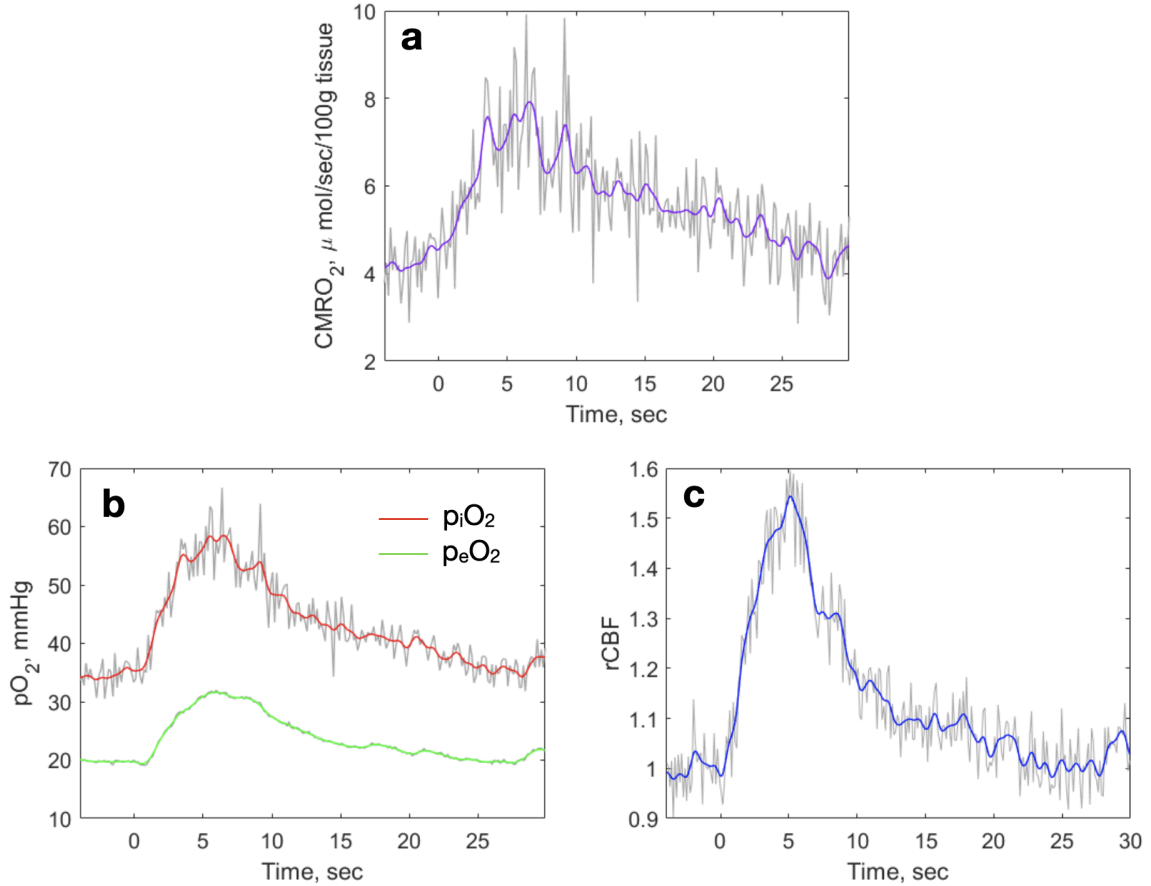 a
CMRO2, μ mol/sec/100g tissue
10
8
6
4
2
0 5 10 15 20 25
Time, sec
b
pO2, mmHg
70
60
50
40
30
20
10
piO2
peO2
0 5 10 15 20 25
Time, sec
c
rCBF
1.6
1.5
1.4
1.3
1.2
1.1
1
0.9
0 5 10 15 20 25 30
Time, sec